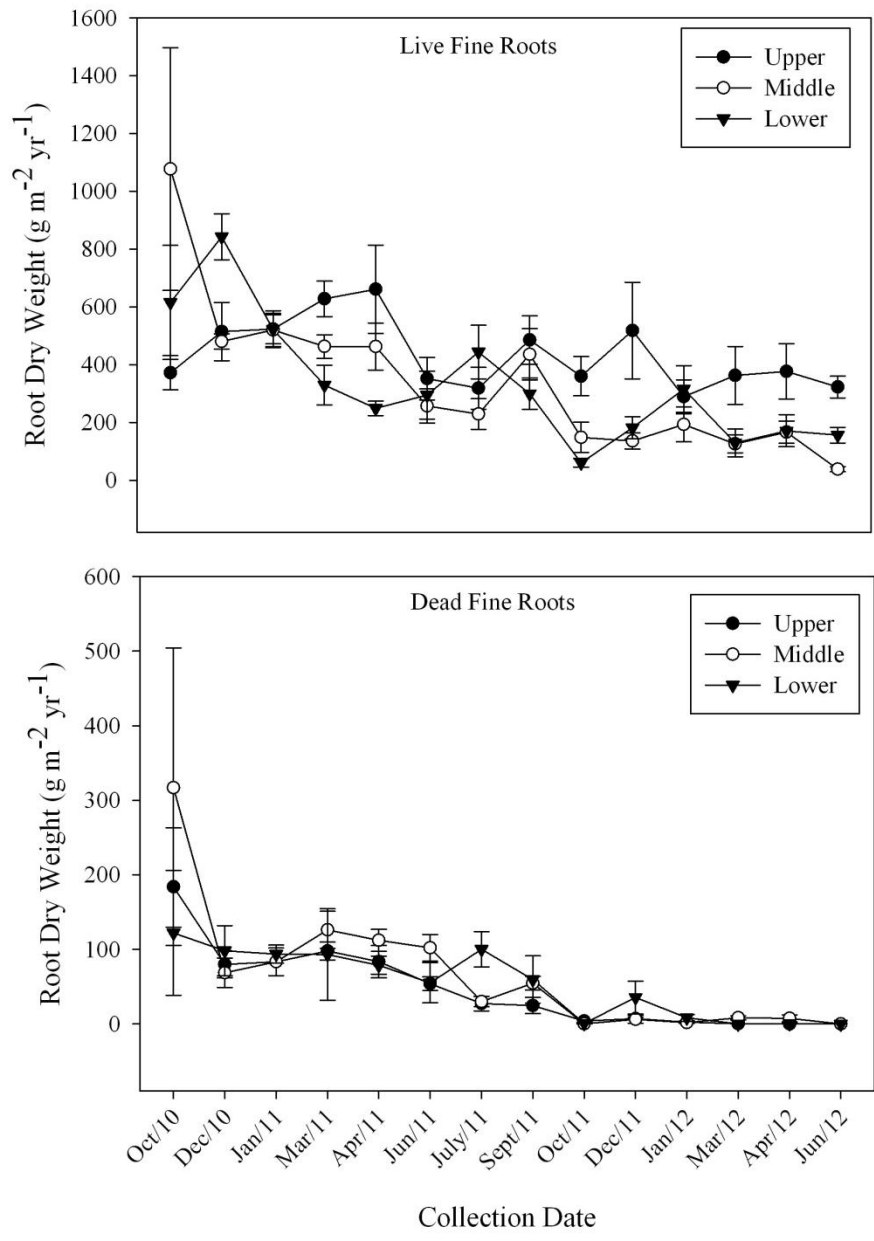 Live Fine Roots
Upper
Middle
Lower
Root Dry Weight (g m⁻² yr⁻¹)
1600
1400
1200
1000
800
600
400
200
0
Dead Fine Roots
Upper
Middle
Lower
Root Dry Weight (g m⁻² yr⁻¹)
600
500
400
300
200
100
0
Oct/10
Dec/10
Jan/11
Mar/11
Apr/11
Jun/11
July/11
Sept/11
Oct/11
Dec/11
Jan/12
Mar/12
Apr/12
Jun/12
Collection Date